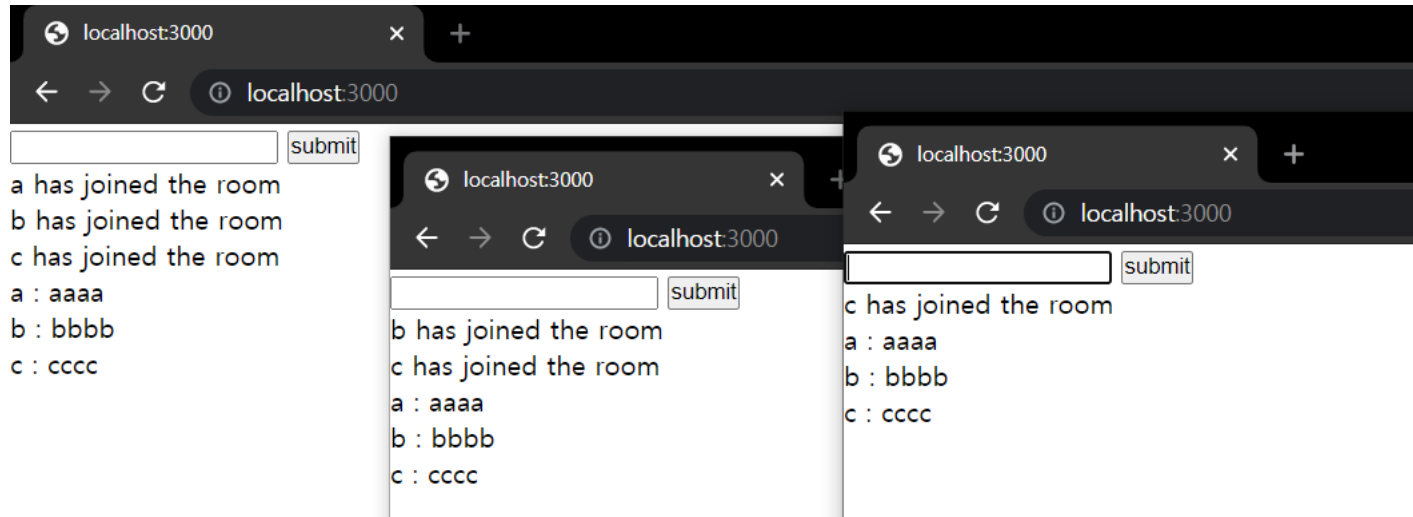 localhost:3000
localhost:3000
submit
a has joined the room
b has joined the room
c has joined the room
a : aaaa
b : bbbb
c : cccc
localhost:3000
localhost:3000
submit
b has joined the room
c has joined the room
a : aaaa
b : bbbb
c : cccc
localhost:3000
localhost:3000
submit
c has joined the room
a : aaaa
b : bbbb
c : cccc